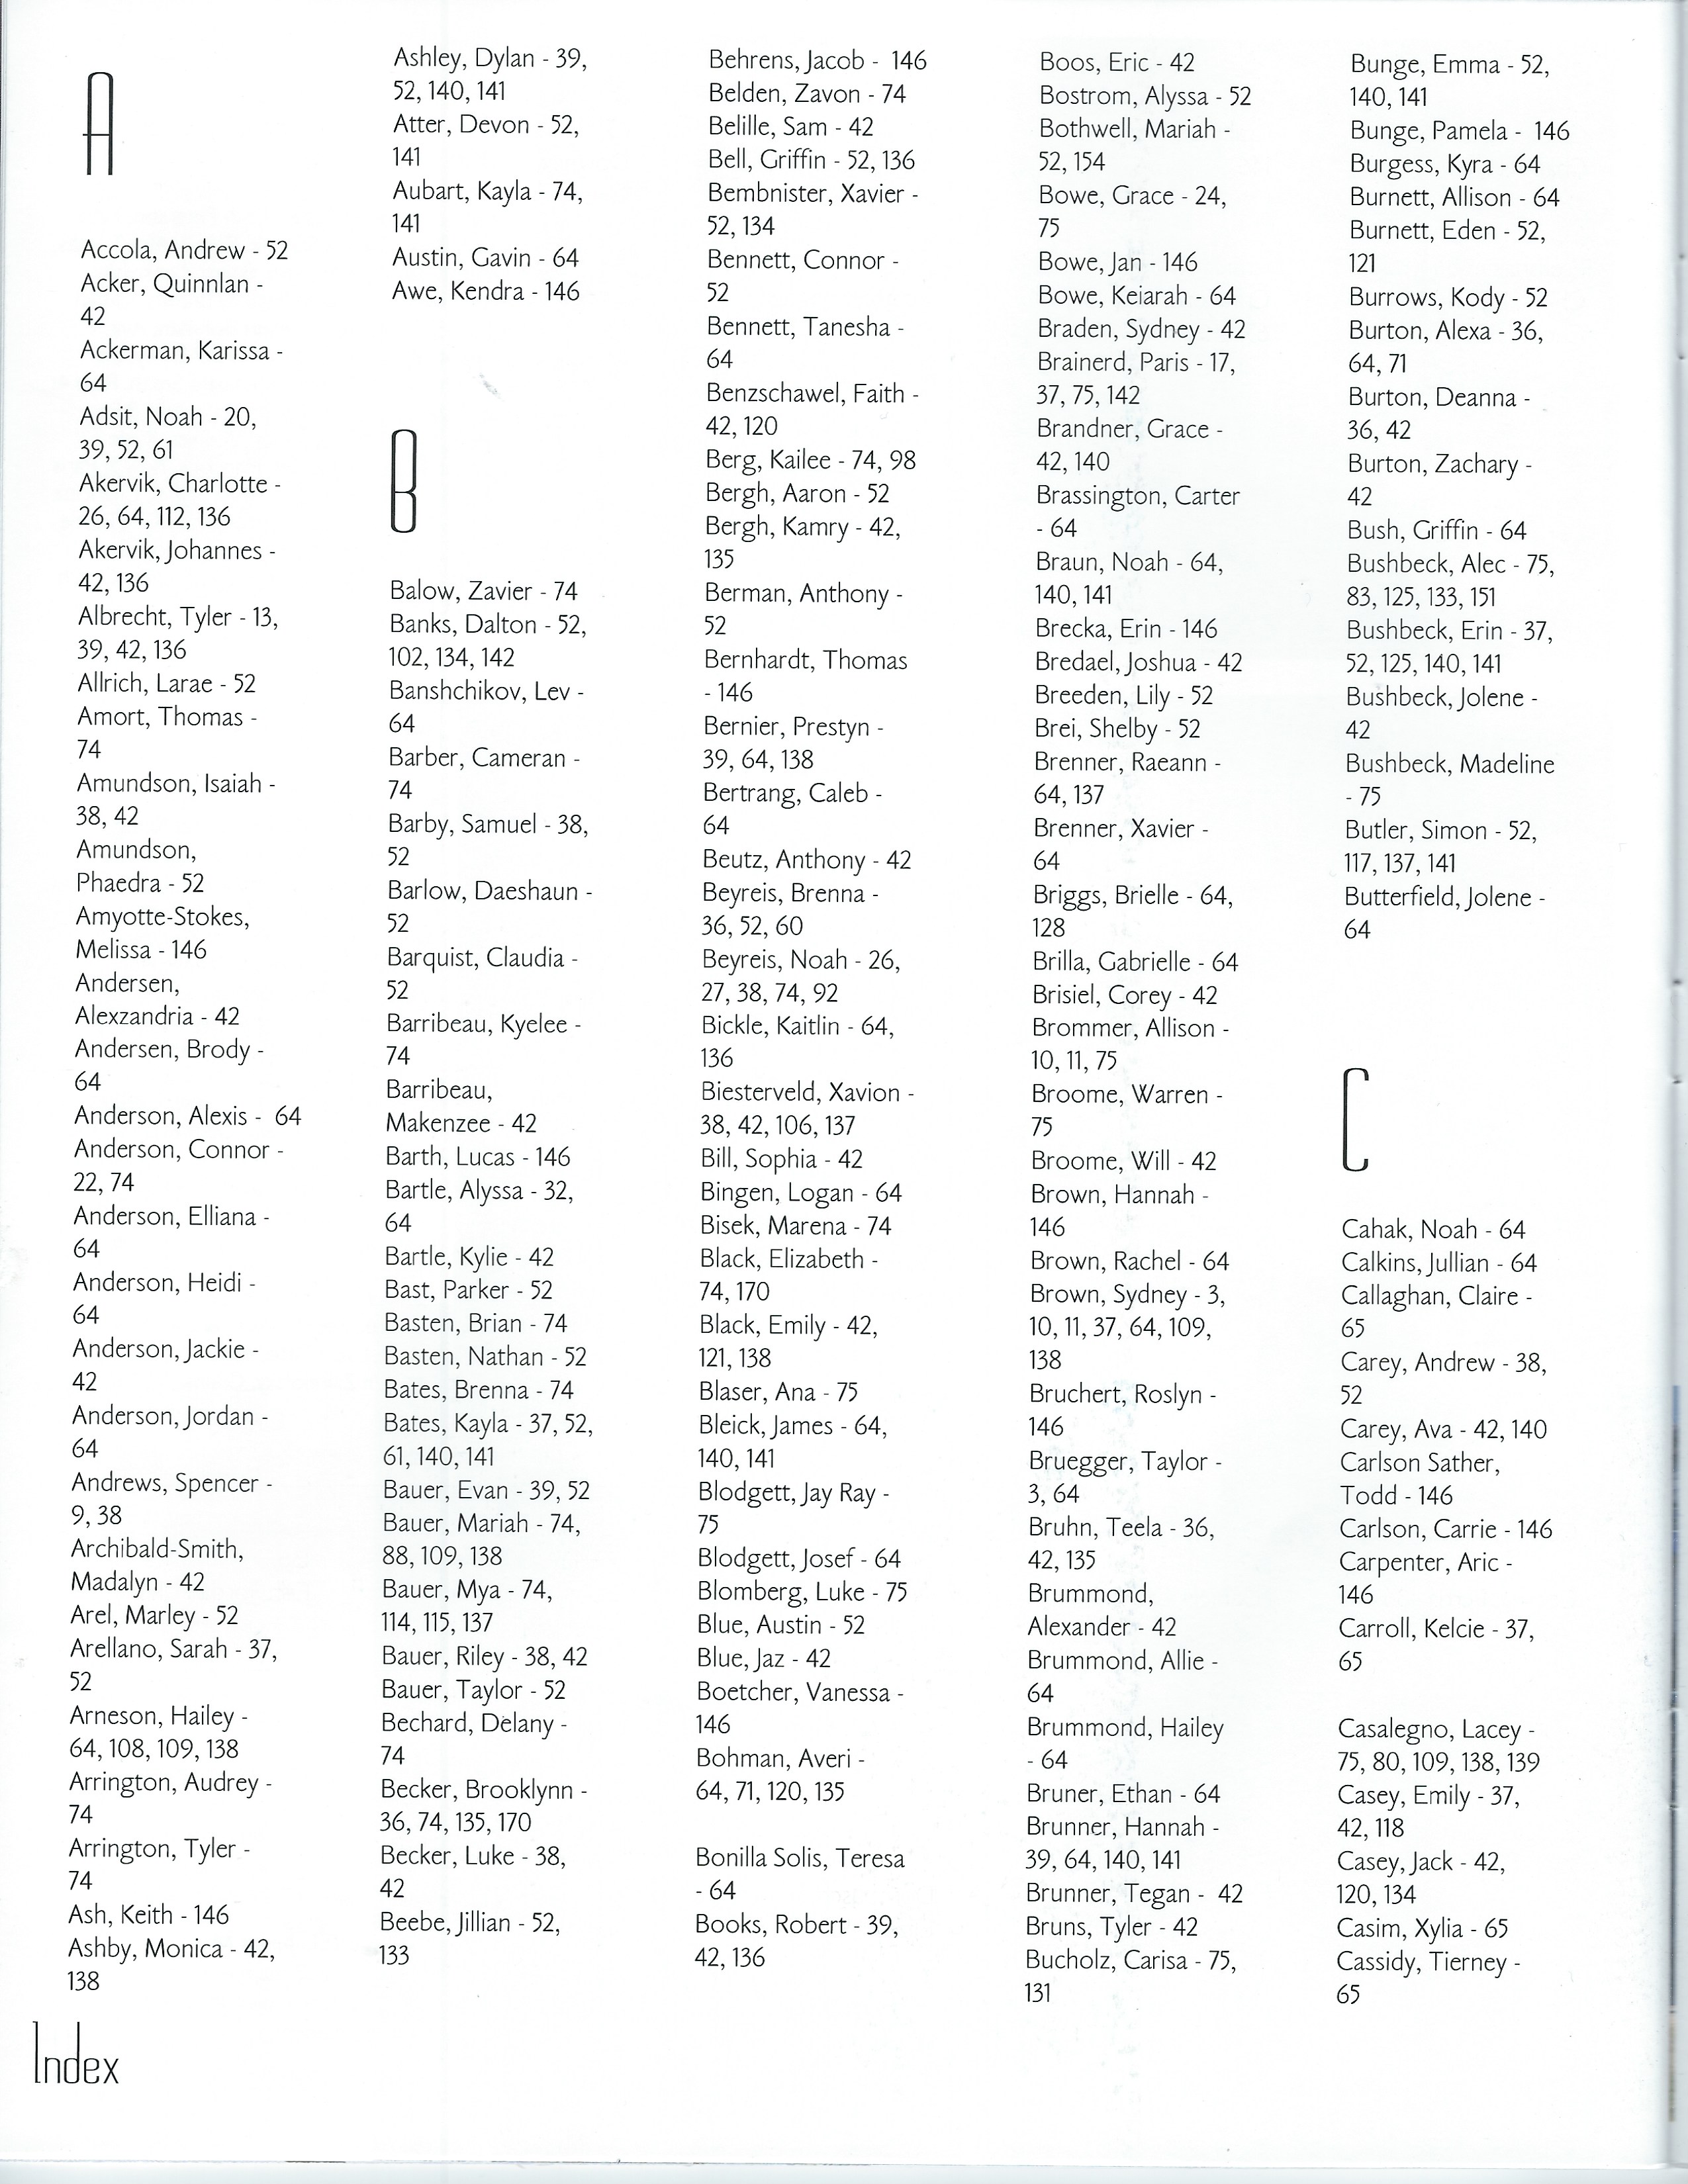 A
Accola, Andrew - 52
Acker, Quinnlan -
42
Ackerman, Karissa -
64
Adsit, Noah - 20,
39, 52, 61
Akervik, Charlotte -
26, 64, 112, 136
Akervik, Johannes -
42, 136
Albrecht, Tyler - 13,
39, 42, 136
Allrich, Larae - 52
Amort, Thomas -
74
Amundson, Isaiah -
38, 42
Amundson,
Phaedra - 52
Amyotte-Stokes,
Melissa - 146
Andersen,
Alexzandria - 42
Andersen, Brody -
64
Anderson, Alexis - 64
Anderson, Connor -
22, 74
Anderson, Elliana -
64
Anderson, Heidi -
64
Anderson, Jackie -
42
Anderson, Jordan -
64
Andrews, Spencer -
9, 38
Archibald-Smith,
Madalyn - 42
Arel, Marley - 52
Arellano, Sarah - 37,
52
Arneson, Hailey -
64, 108, 109, 138
Arrington, Audrey -
74
Arrington, Tyler -
74
Ash, Keith - 146
Ashby, Monica - 42,
138
Ashley, Dylan - 39,
52, 140, 141
Atter, Devon - 52,
141
Aubart, Kayla - 74,
141
Austin, Gavin - 64
Awe, Kendra - 146
B
Balow, Zavier - 74
Banks, Dalton - 52,
102, 134, 142
Banshchikov, Lev -
64
Barber, Cameran -
74
Barby, Samuel - 38,
52
Barlow, Daeshaun -
52
Barquist, Claudia -
52
Barribeau, Kyelee -
74
Barribeau,
Makenzee - 42
Barth, Lucas - 146
Bartle, Alyssa - 32,
64
Bartle, Kylie - 42
Bast, Parker - 52
Basten, Brian - 74
Basten, Nathan - 52
Bates, Brenna - 74
Bates, Kayla - 37, 52,
61, 140, 141
Bauer, Evan - 39, 52
Bauer, Mariah - 74,
88, 109, 138
Bauer, Mya - 74,
114, 115, 137
Bauer, Riley - 38, 42
Bauer, Taylor - 52
Bechard, Delany -
74
Becker, Brooklynn -
36, 74, 135, 170
Becker, Luke - 38,
42
Beebe, Jillian - 52,
133
Behrens, Jacob - 146
Belden, Zavon - 74
Belille, Sam - 42
Bell, Griffin - 52, 136
Bembnister, Xavier -
52, 134
Bennett, Connor -
52
Bennett, Tanesha -
64
Benzschawel, Faith -
42, 120
Berg, Kailee - 74, 98
Bergh, Aaron - 52
Bergh, Kamry - 42,
135
Berman, Anthony -
52
Bernhardt, Thomas
- 146
Bernier, Prestyn -
39, 64, 138
Bertrang, Caleb -
64
Beutz, Anthony - 42
Beyreis, Brenna -
36, 52, 60
Beyreis, Noah - 26,
27, 38, 74, 92
Bickle, Kaitlin - 64,
136
Biesterveld, Xavion -
38, 42, 106, 137
Bill, Sophia - 42
Bingen, Logan - 64
Bisek, Marena - 74
Black, Elizabeth -
74, 170
Black, Emily - 42,
121, 138
Blaser, Ana - 75
Bleick, James - 64,
140, 141
Blodgett, Jay Ray -
75
Blodgett, Josef - 64
Blomberg, Luke - 75
Blue, Austin - 52
Blue, Jaz - 42
Boetcher, Vanessa -
146
Bohman, Averi -
64, 71, 120, 135
Bonilla Solis, Teresa
- 64
Books, Robert - 39,
42, 136
Boos, Eric - 42
Bostrom, Alyssa - 52
Bothwell, Mariah -
52, 154
Bowe, Grace - 24,
75
Bowe, Jan - 146
Bowe, Keiarah - 64
Braden, Sydney - 42
Brainerd, Paris - 17,
37, 75, 142
Brandner, Grace -
42, 140
Brassington, Carter
- 64
Braun, Noah - 64,
140, 141
Brecka, Erin - 146
Bredael, Joshua - 42
Breeden, Lily - 52
Brei, Shelby - 52
Brenner, Raeann -
64, 137
Brenner, Xavier -
64
Briggs, Brielle - 64,
128
Brilla, Gabrielle - 64
Brisiel, Corey - 42
Brommer, Allison -
10, 11, 75
Broome, Warren -
75
Broome, Will - 42
Brown, Hannah -
146
Brown, Rachel - 64
Brown, Sydney - 3,
10, 11, 37, 64, 109,
138
Bruchert, Roslyn -
146
Bruegger, Taylor -
3, 64
Bruhn, Teela - 36,
42, 135
Brummond,
Alexander - 42
Brummond, Allie -
64
Brummond, Hailey
- 64
Bruner, Ethan - 64
Brunner, Hannah -
39, 64, 140, 141
Brunner, Tegan - 42
Bruns, Tyler - 42
Bucholz, Carisa - 75,
131
Bunge, Emma - 52,
140, 141
Bunge, Pamela - 146
Burgess, Kyra - 64
Burnett, Allison - 64
Burnett, Eden - 52,
121
Burrows, Kody - 52
Burton, Alexa - 36,
64, 71
Burton, Deanna -
36, 42
Burton, Zachary -
42
Bush, Griffin - 64
Bushbeck, Alec - 75,
83, 125, 133, 151
Bushbeck, Erin - 37,
52, 125, 140, 141
Bushbeck, Jolene -
42
Bushbeck, Madeline
- 75
Butler, Simon - 52,
117, 137, 141
Butterfield, Jolene -
64
C
Cahak, Noah - 64
Calkins, Jullian - 64
Callaghan, Claire -
65
Carey, Andrew - 38,
52
Carey, Ava - 42, 140
Carlson Sather,
Todd - 146
Carlson, Carrie - 146
Carpenter, Aric -
146
Carroll, Kelcie - 37,
65
Casalegno, Lacey -
75, 80, 109, 138, 139
Casey, Emily - 37,
42, 118
Casey, Jack - 42,
120, 134
Casim, Xylia - 65
Cassidy, Tierney -
65
Index